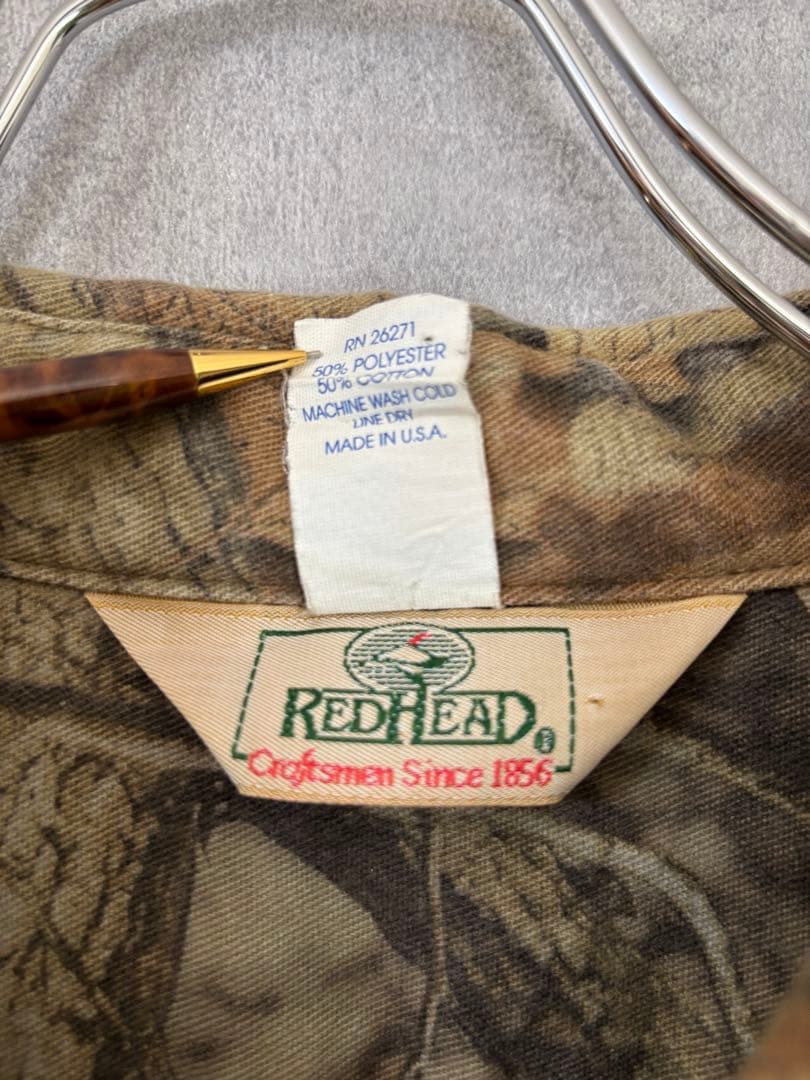 RN 26271
50% POLYESTER
50% COTTON
MACHINE WASH COLD
LINE DRY
MADE IN U.S.A.
REDHEAD
Craftsmen Since 1856